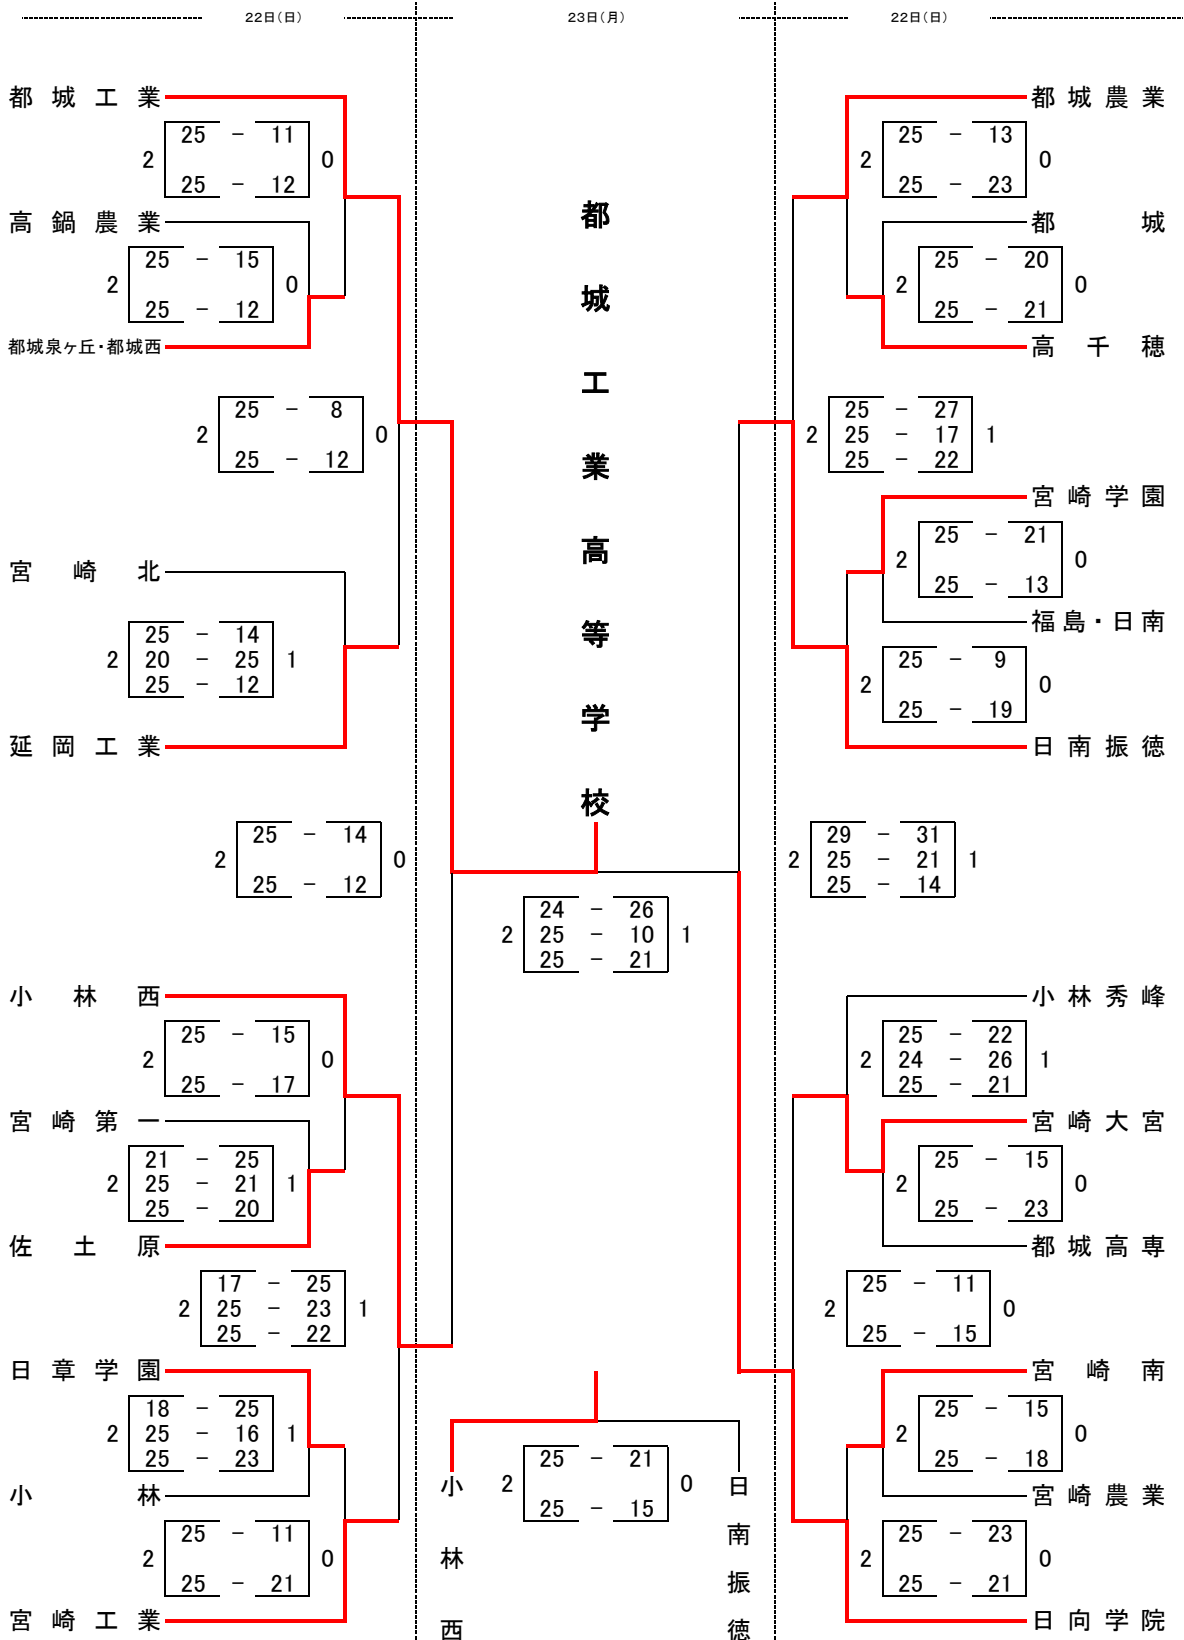 22日(日)
23日(月)
22日(日)
都城工業
25 - 11
2 0
25 - 12
高鍋農業
25 - 15
2 0
25 - 12
都城泉ヶ丘・都城西
25 - 8
2 0
25 - 12
宮崎北
25 - 14
2 20 - 25 1
25 - 12
延岡工業
25 - 14
2 0
25 - 12
小林西
25 - 15
2 0
25 - 17
宮崎第一
21 - 25
2 25 - 21 1
25 - 20
佐土原
17 - 25
2 25 - 23 1
25 - 22
日章学園
18 - 25
2 25 - 16 1
25 - 23
小林
25 - 11
2 0
25 - 21
宮崎工業
都城工業高等学校
24 - 26
2 25 - 10 1
25 - 21
小林西
25 - 21
2 0
25 - 15
日南振徳
都城農業
25 - 13
2 0
25 - 23
都城
25 - 20
2 0
25 - 21
高千穂
25 - 27
2 25 - 17 1
25 - 22
宮崎学園
25 - 21
2 0
25 - 13
福島・日南
25 - 9
2 0
25 - 19
日南振徳
29 - 31
2 25 - 21 1
25 - 14
小林秀峰
25 - 22
2 24 - 26 1
25 - 21
宮崎大宮
25 - 15
2 0
25 - 23
都城高専
25 - 11
2 0
25 - 15
宮崎南
25 - 15
2 0
25 - 18
宮崎農業
25 - 23
2 0
25 - 21
日向学院